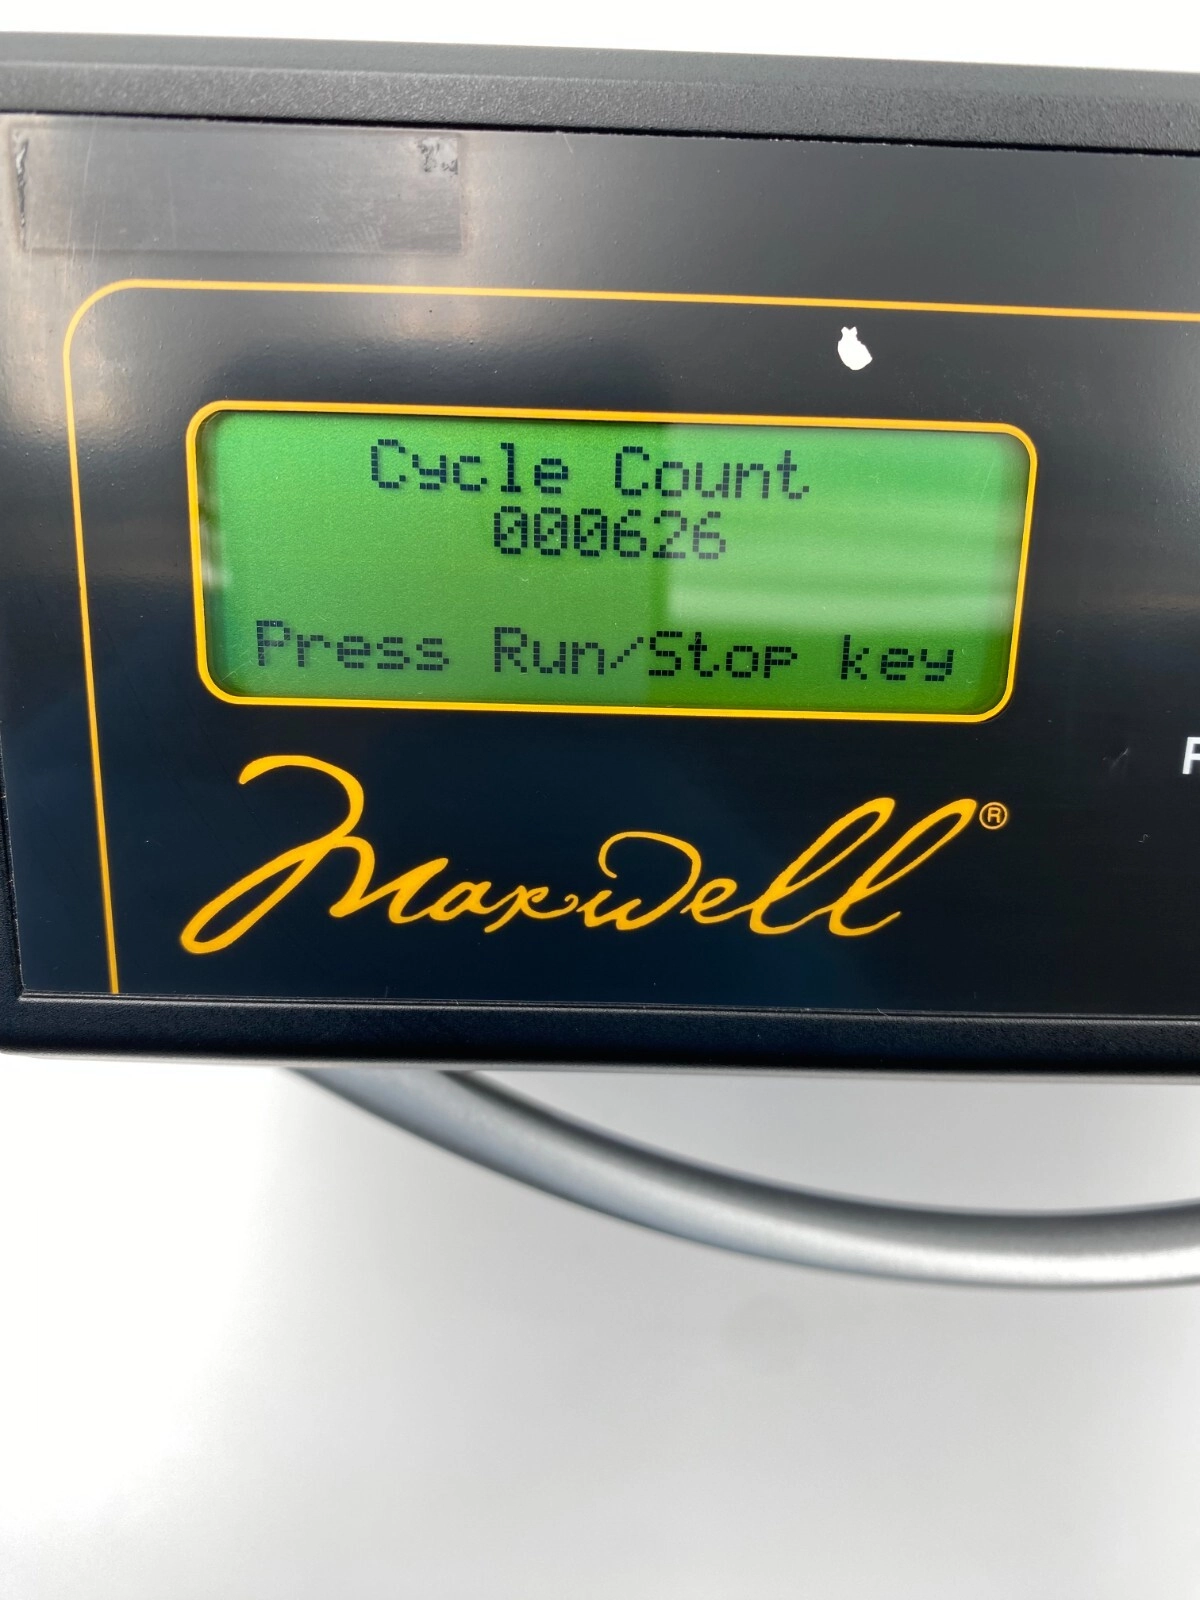 Cycle Count
000626
Press Run/Stop key
Maxwell®